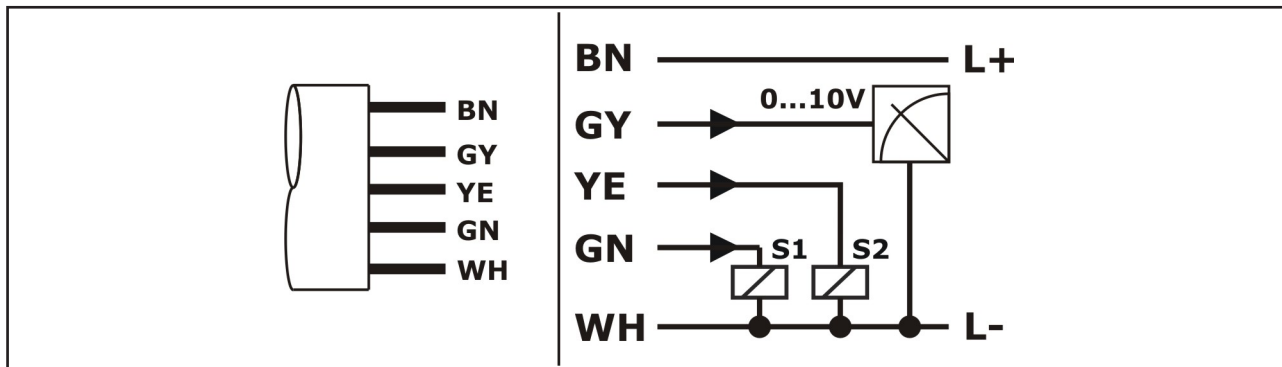 BN
GY
YE
GN
WH
BN L+
0...10V
GY
YE
GN S1 S2
WH L-